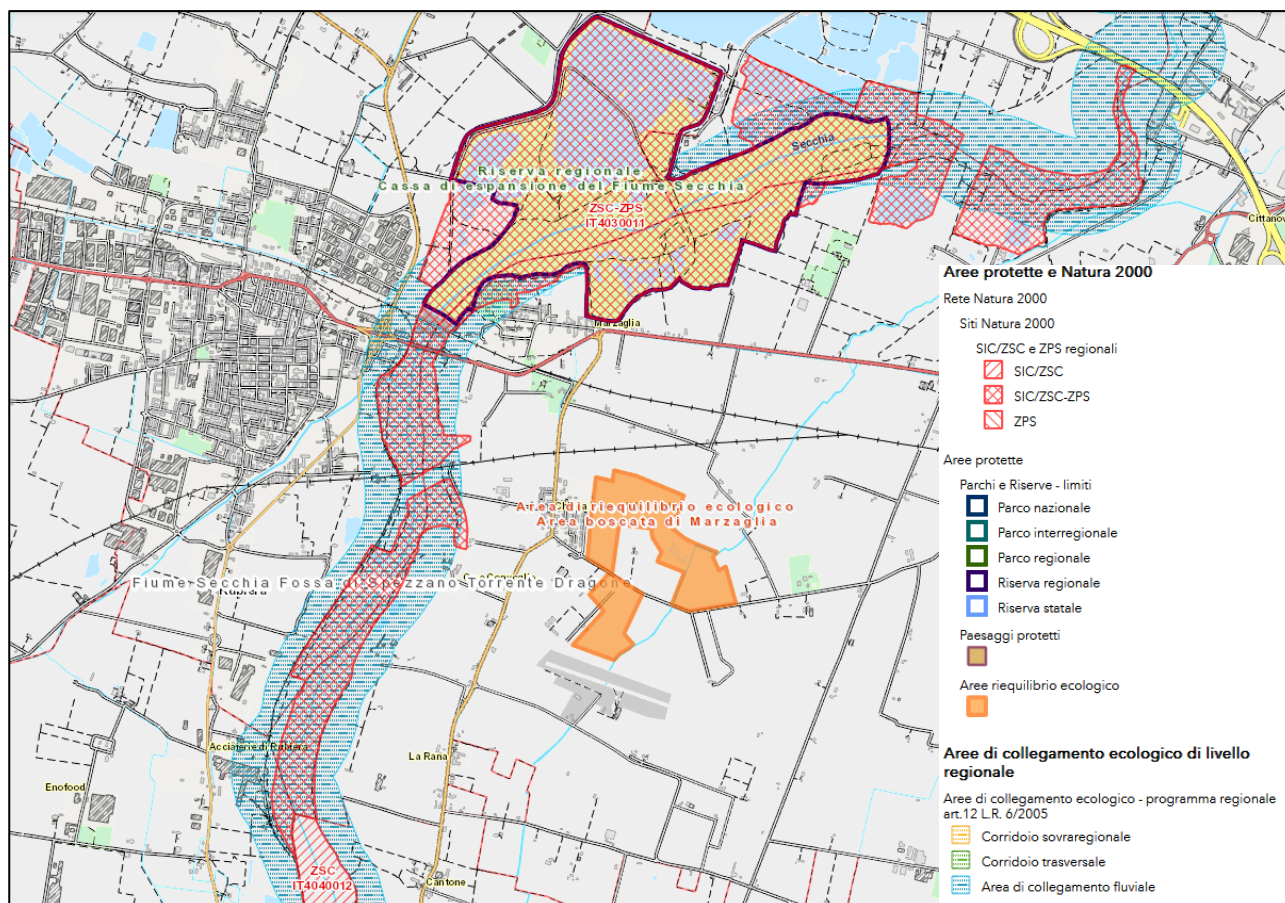 Secchia
Riserva regionale
Cassa di espansione del Fiume Secchia
ZSC-ZPS
IT4030011
Cittanov
Marzaglia
Area di riequilibrio ecologico
Area boscata di Marzaglia
Fiume Secchia Fossa di Spezzano Torrente Dragone
Rubiera
Acciaierie di Rubiera
La Rana
Enofood
ZSC
IT4040012
Cantone
Aree protette e Natura 2000
Rete Natura 2000
Siti Natura 2000
SIC/ZSC e ZPS regionali
SIC/ZSC
SIC/ZSC-ZPS
ZPS
Aree protette
Parchi e Riserve - limiti
Parco nazionale
Parco interregionale
Parco regionale
Riserva regionale
Riserva statale
Paesaggi protetti
Aree riequilibrio ecologico
Aree di collegamento ecologico di livello
regionale
Aree di collegamento ecologico - programma regionale
art.12 L.R. 6/2005
Corridoio sovraregionale
Corridoio trasversale
Area di collegamento fluviale